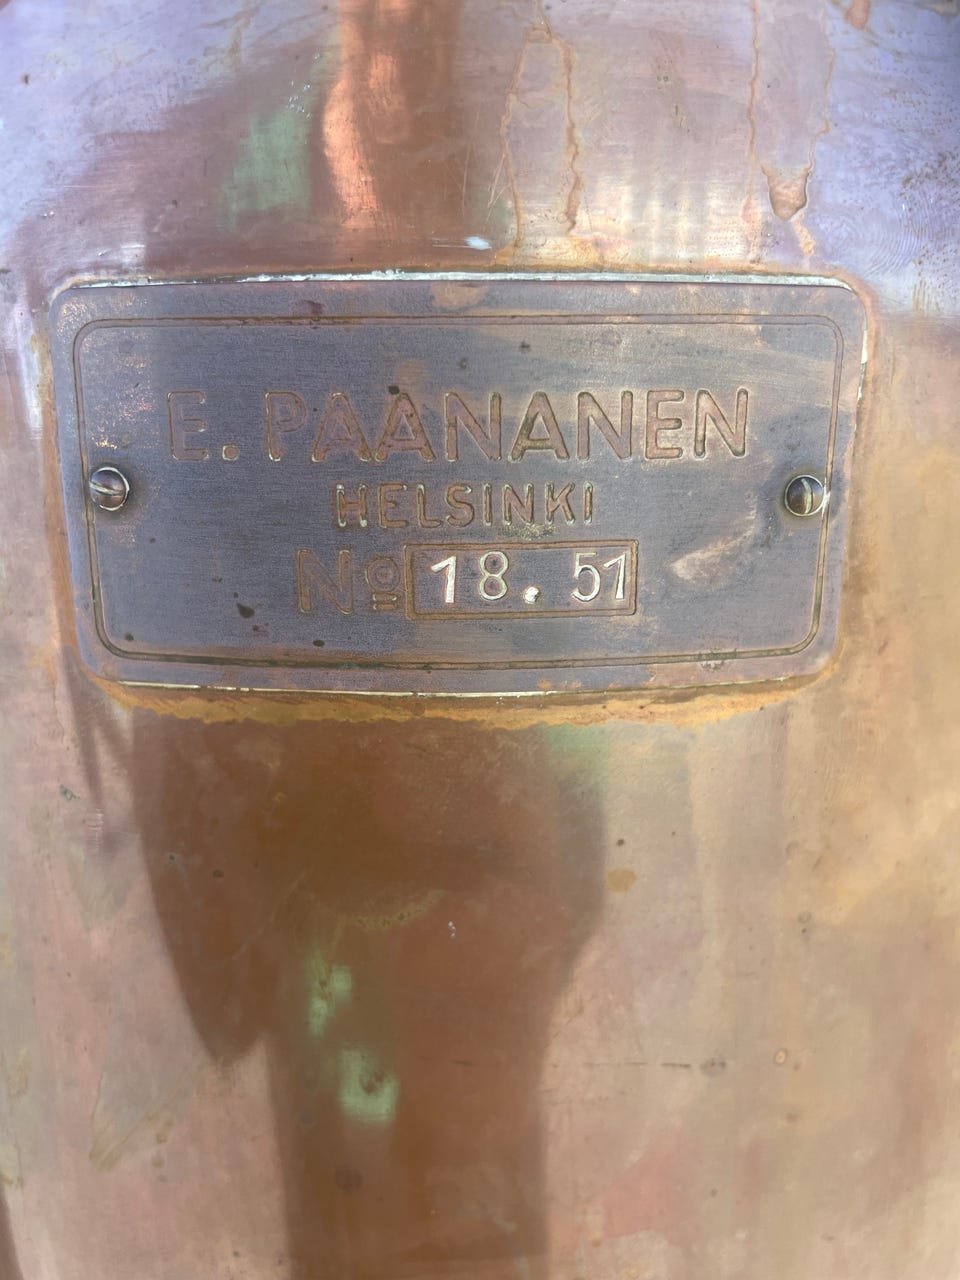 E. PAANANEN
HELSINKI
Nº 18. 51